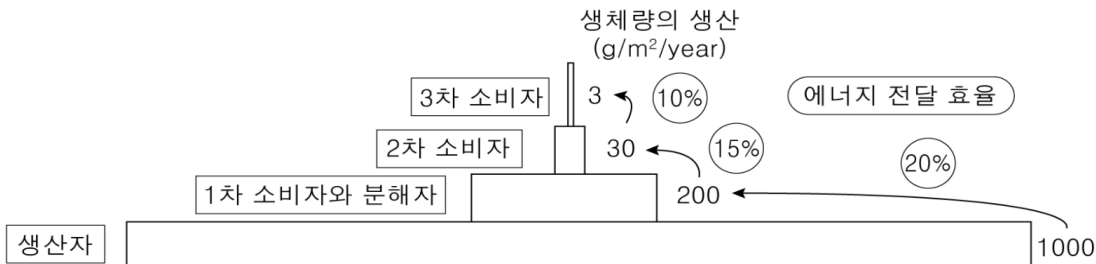 생체량의 생산
(g/m²/year)
3차 소비자 3 10% 에너지 전달 효율
2차 소비자 30 15% 20%
1차 소비자와 분해자 200
생산자 1000